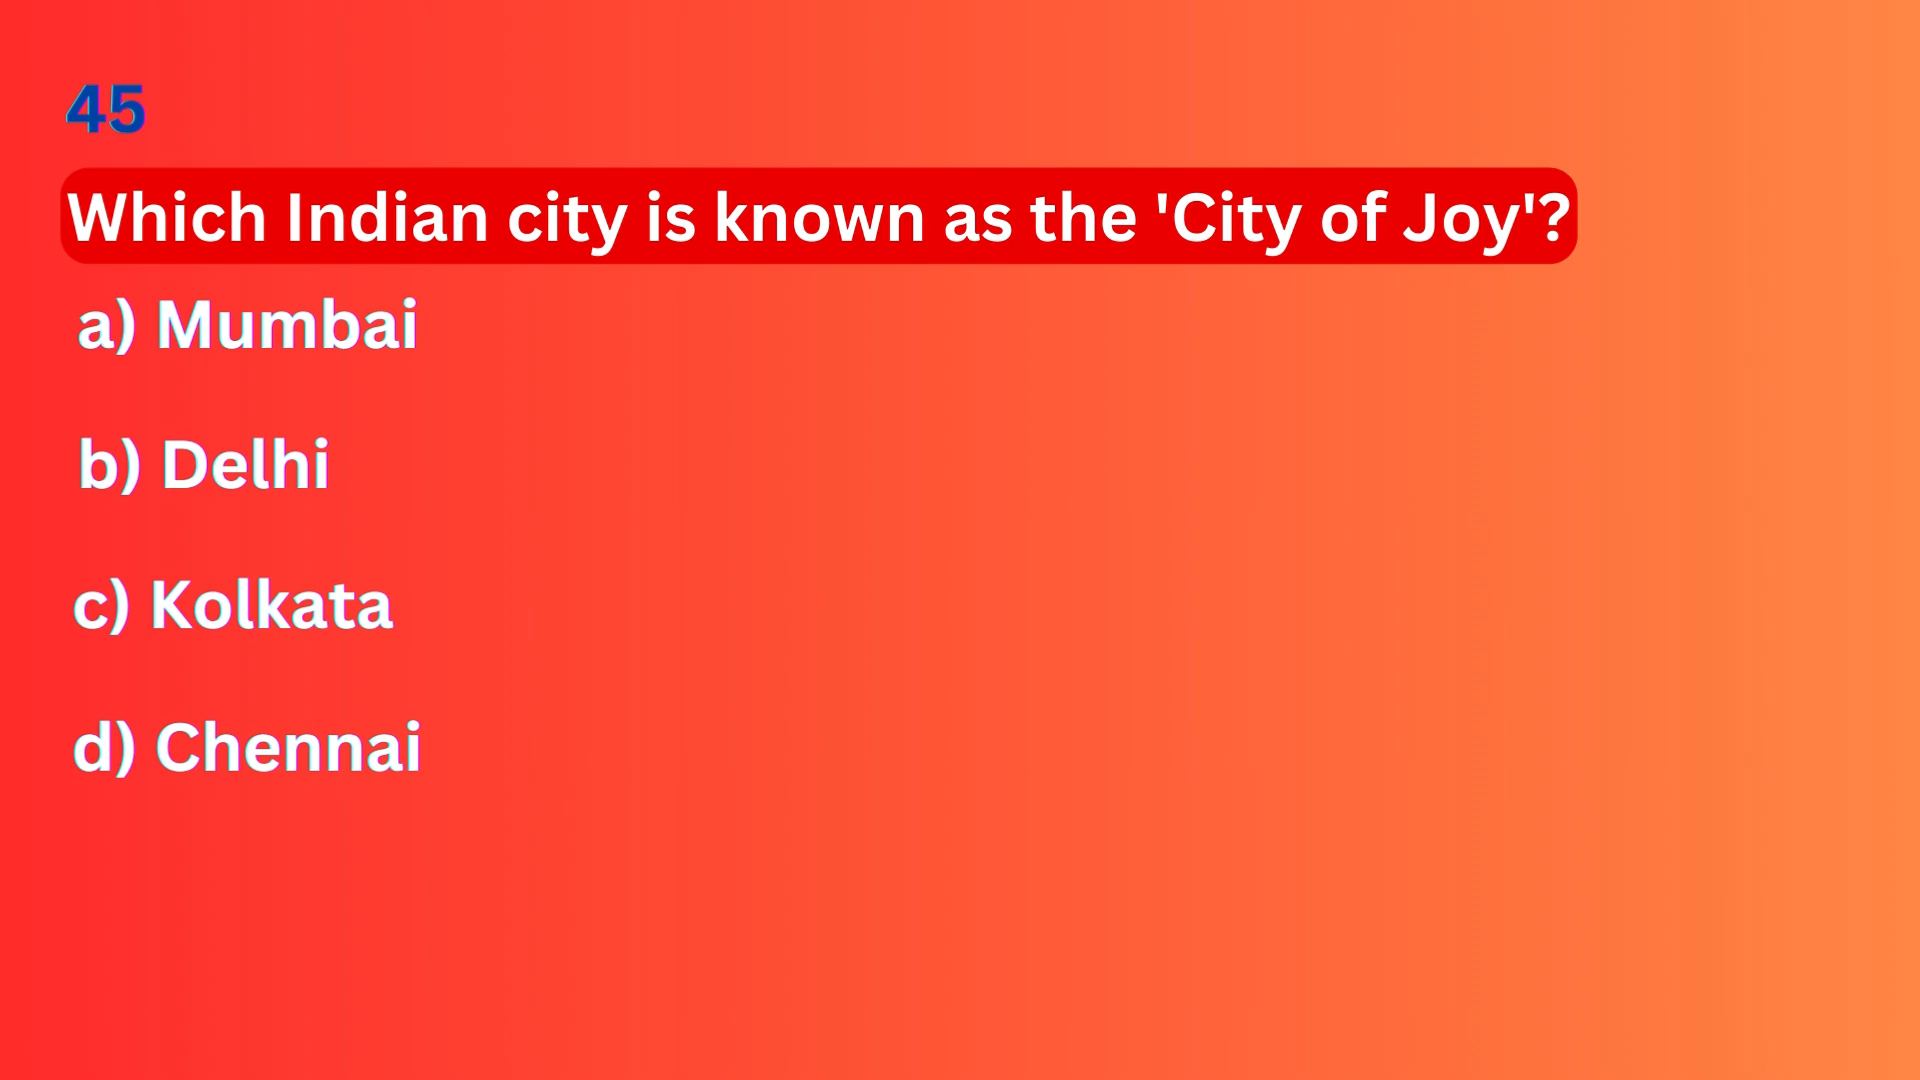 45
Which Indian city is known as the 'City of Joy'?
a) Mumbai
b) Delhi
c) Kolkata
d) Chennai